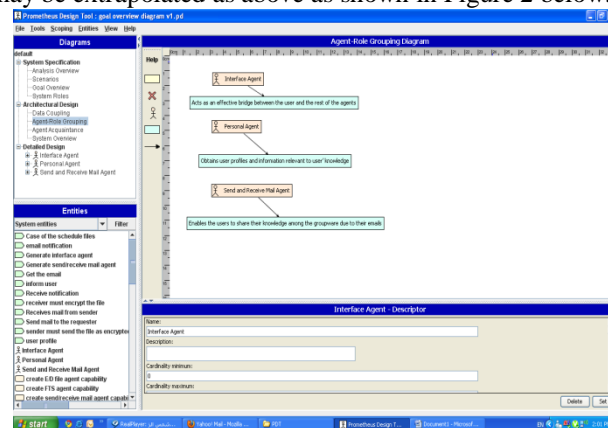 may be extrapolated as above as shown in Figure 2 below
Prometheus Design Tool : goal overview diagram v1.pd
File Tools Scoping Entities View Help
Diagrams
default
System Specification
Analysis Overview
Scenarios
Goal Overview
System Roles
Architectural Design
Data Coupling
Agent-Role Grouping
Agent Acquaintance
System Overview
Detailed Design
Interface Agent
Personal Agent
Send and Receive Mail Agent
Entities
System entities Filter
Case of the schedule files
email notification
Generate interface agent
Generate send/receive mail agent
Get the email
inform user
Receive notification
receiver must encrypt the file
Receives mail from sender
Send mail to the requester
sender must send the file as encrypted
user profile
Interface Agent
Personal Agent
Send and Receive Mail Agent
create E/D file agent capability
create FTS agent capability
create send/receive mail agent capabi
Agent-Role Grouping Diagram
Help
Interface Agent
Acts as an effective bridge between the user and the rest of the agents
Personal Agent
Obtains user profiles and information relevant to user' knowledge
Send and Receive Mail Agent
Enables the users to share their knowledge among the groupware due to their emails
Interface Agent - Descriptor
Name:
Interface Agent
Description:
Cardinality minimum:
0
Cardinality maximum:
Delete Set
start
RealPlayer:
Yahoo! Mail - Mozilla ...
PDT
Prometheus Design T...
Document1 - Microsof...
EN
2:01 PM